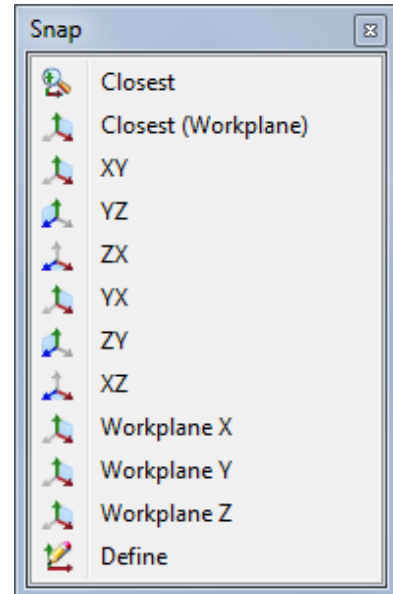 Snap
Closest
Closest (Workplane)
XY
YZ
ZX
YX
ZY
XZ
Workplane X
Workplane Y
Workplane Z
Define